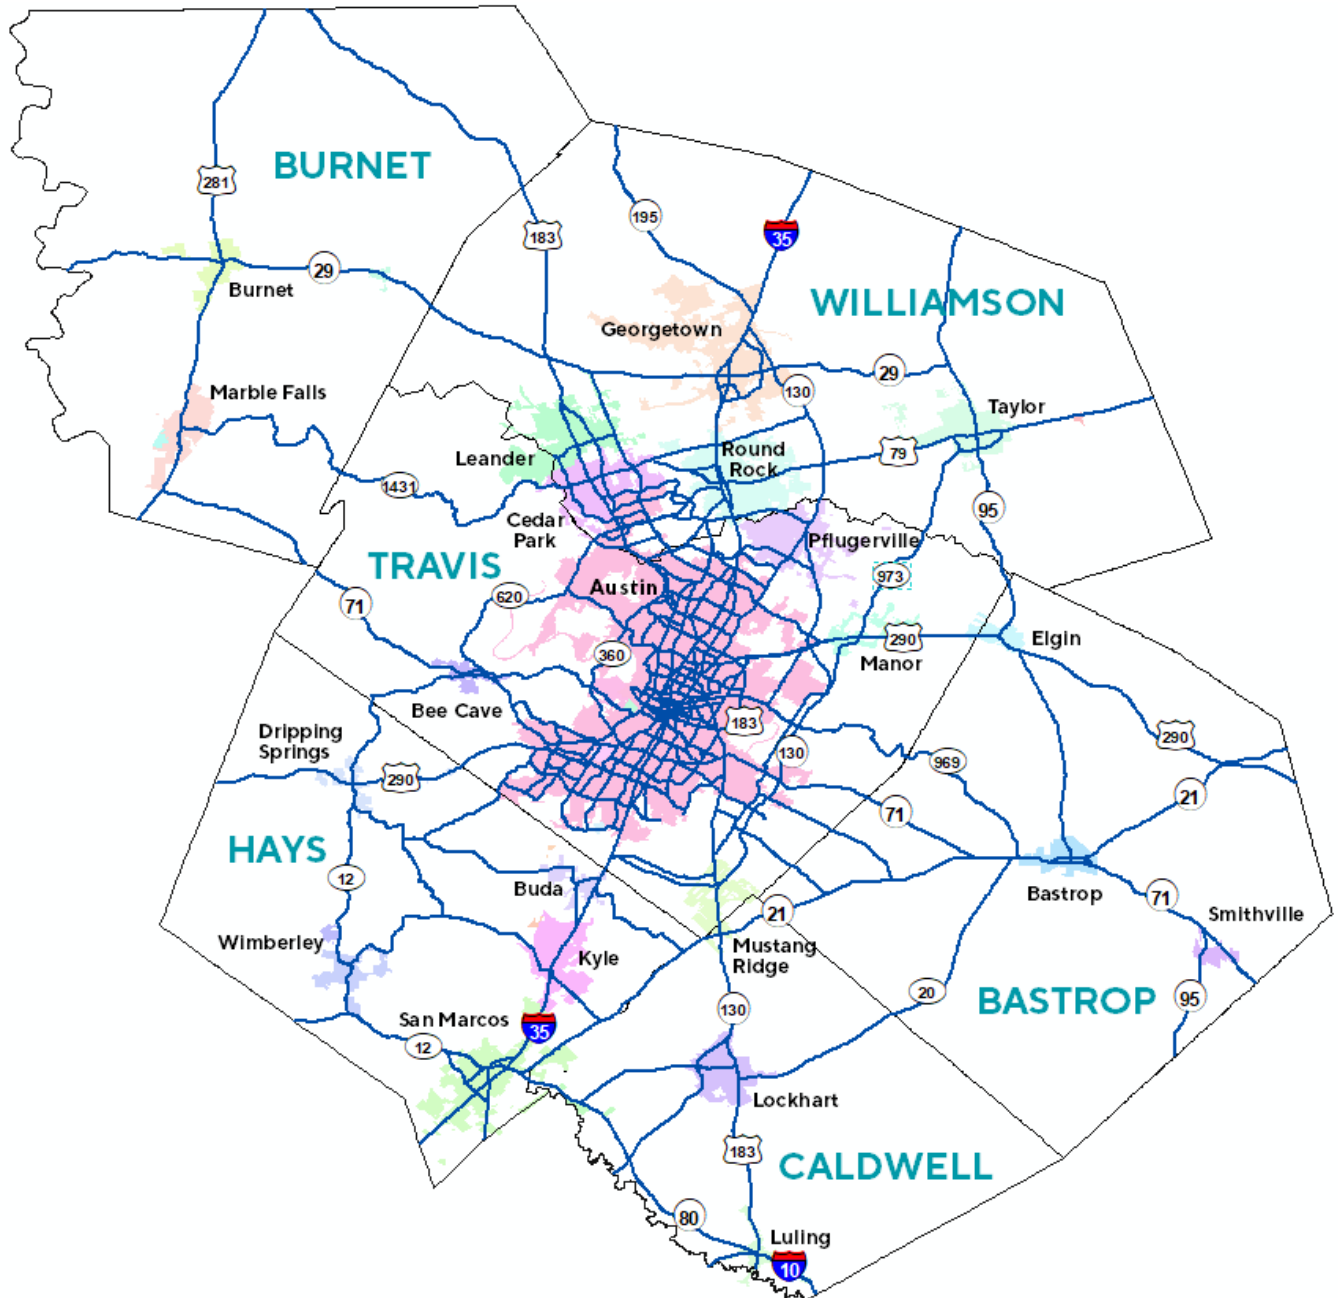 BURNET
281
183
195
35
29
Burnet
WILLIAMSON
Georgetown
29
130
Marble Falls
Taylor
Leander
Round
Rock
79
1431
95
Cedar
Park
Pflugerville
TRAVIS
Austin
973
620
71
360
290
Elgin
Manor
Bee Cave
183
Dripping
Springs
290
130
969
290
21
71
HAYS
12
Buda
Bastrop
71
21
Smithville
Wimberley
Kyle
Mustang
Ridge
20
BASTROP
95
130
San Marcos
35
12
Lockhart
183
CALDWELL
80
Luling
10